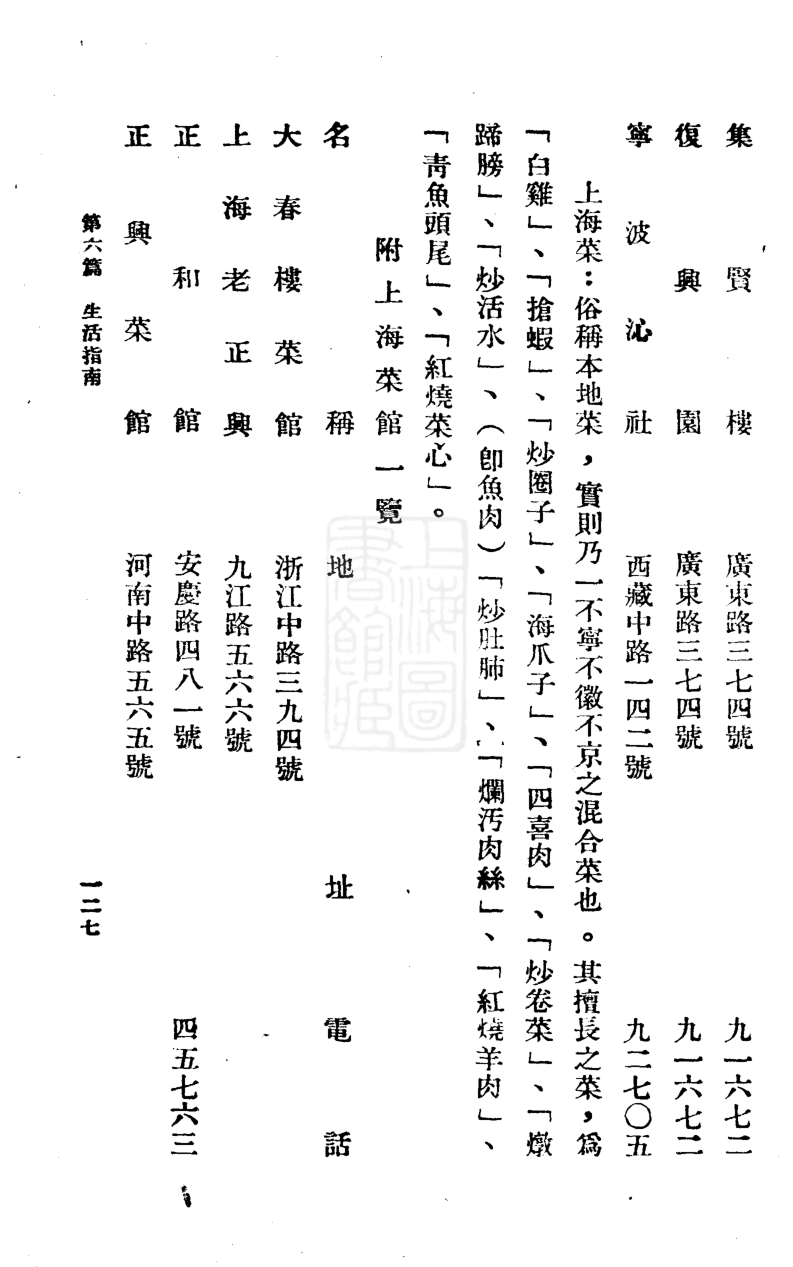 集賢樓 廣東路三七四號 九一六七二
復興園 廣東路三七四號 九一六七二
寧波沁社 西藏中路一四二號 九二七〇五
上海菜：俗稱本地菜，實則乃一不寧不徽不京之混合菜也。其擅長之菜，爲
「白雞」、「搶蝦」、「炒圈子」、「海爪子」、「四喜肉」、「炒卷菜」、「燉
蹄膀」、「炒活水」、（卽魚肉）「炒肚肺」、「爛汚肉絲」、「紅燒羊肉」、
「靑魚頭尾」、「紅燒菜心」。
附上海菜館一覽
名稱 地址 電話
大春樓菜館 浙江中路三九四號
上海老正興 九江路五六六號
正和館 安慶路四八一號 四五七六三
正興菜館 河南中路五六五號
第六篇 生活指南
一二七
上海圖書館藏